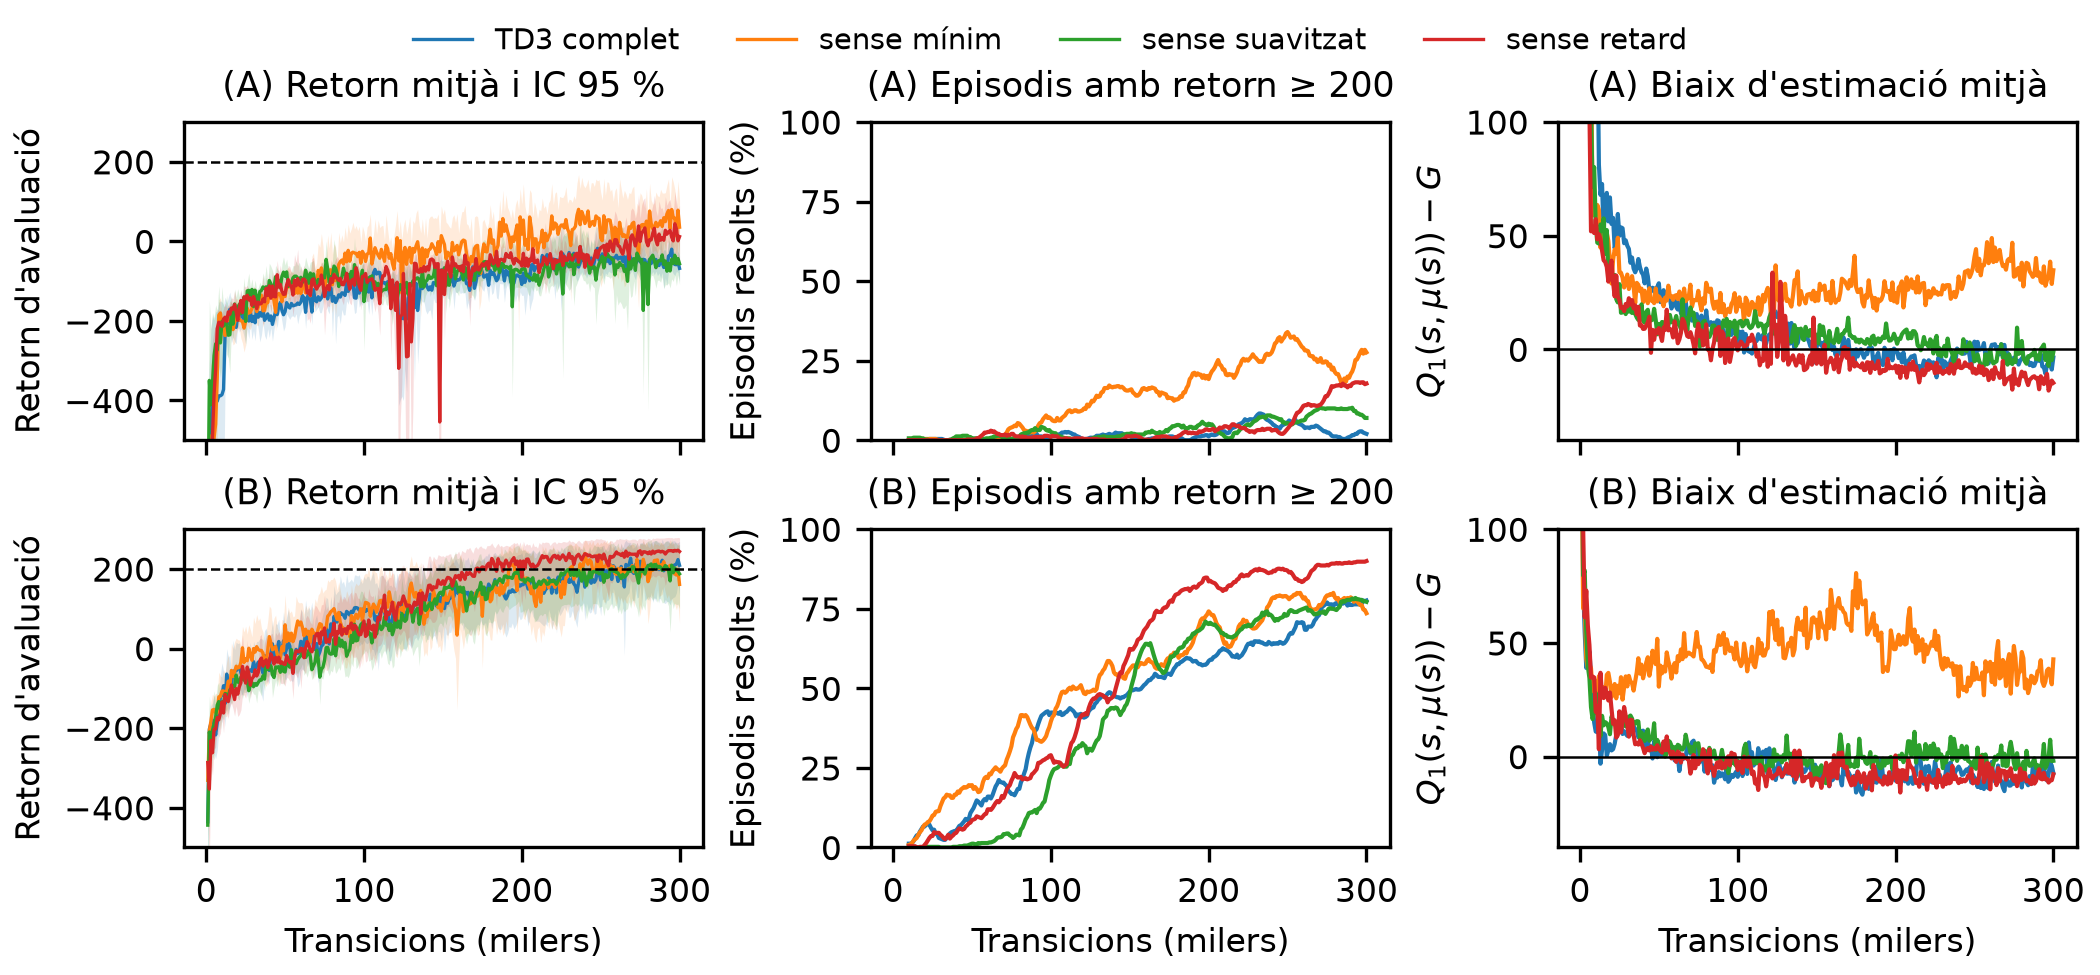 TD3 complet sense mínim sense suavitzat sense retard
(A) Retorn mitjà i IC 95 %
Retorn d'avaluació
200
0
−200
−400
(A) Episodis amb retorn ≥ 200
Episodis resolts (%)
100
75
50
25
0
(A) Biaix d'estimació mitjà
Q1(s, μ(s)) − G
100
50
0
(B) Retorn mitjà i IC 95 %
Retorn d'avaluació
200
0
−200
−400
0 100 200 300
Transicions (milers)
(B) Episodis amb retorn ≥ 200
Episodis resolts (%)
100
75
50
25
0
0 100 200 300
Transicions (milers)
(B) Biaix d'estimació mitjà
Q1(s, μ(s)) − G
100
50
0
0 100 200 300
Transicions (milers)